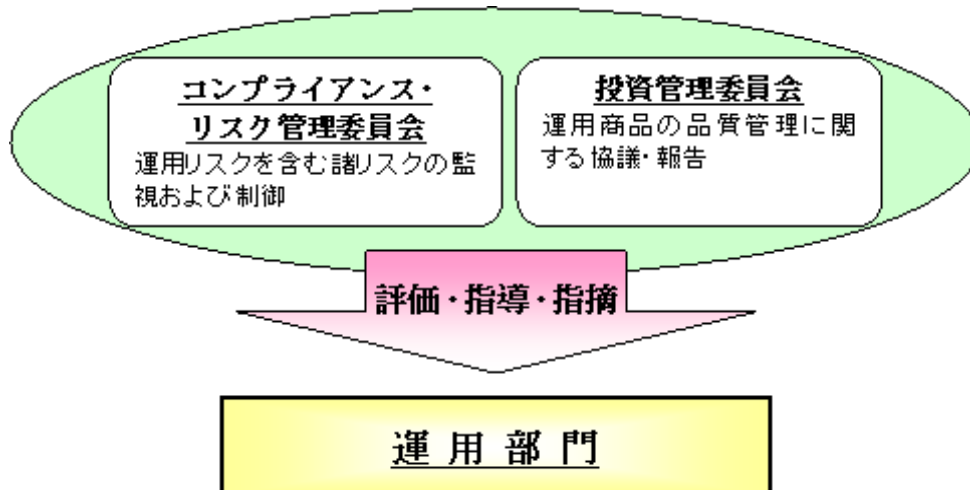 コンプライアンス・
リスク管理委員会
運用リスクを含む諸リスクの監
視および制御
投資管理委員会
運用商品の品質管理に関
する協議・報告
評価・指導・指摘
運用部門